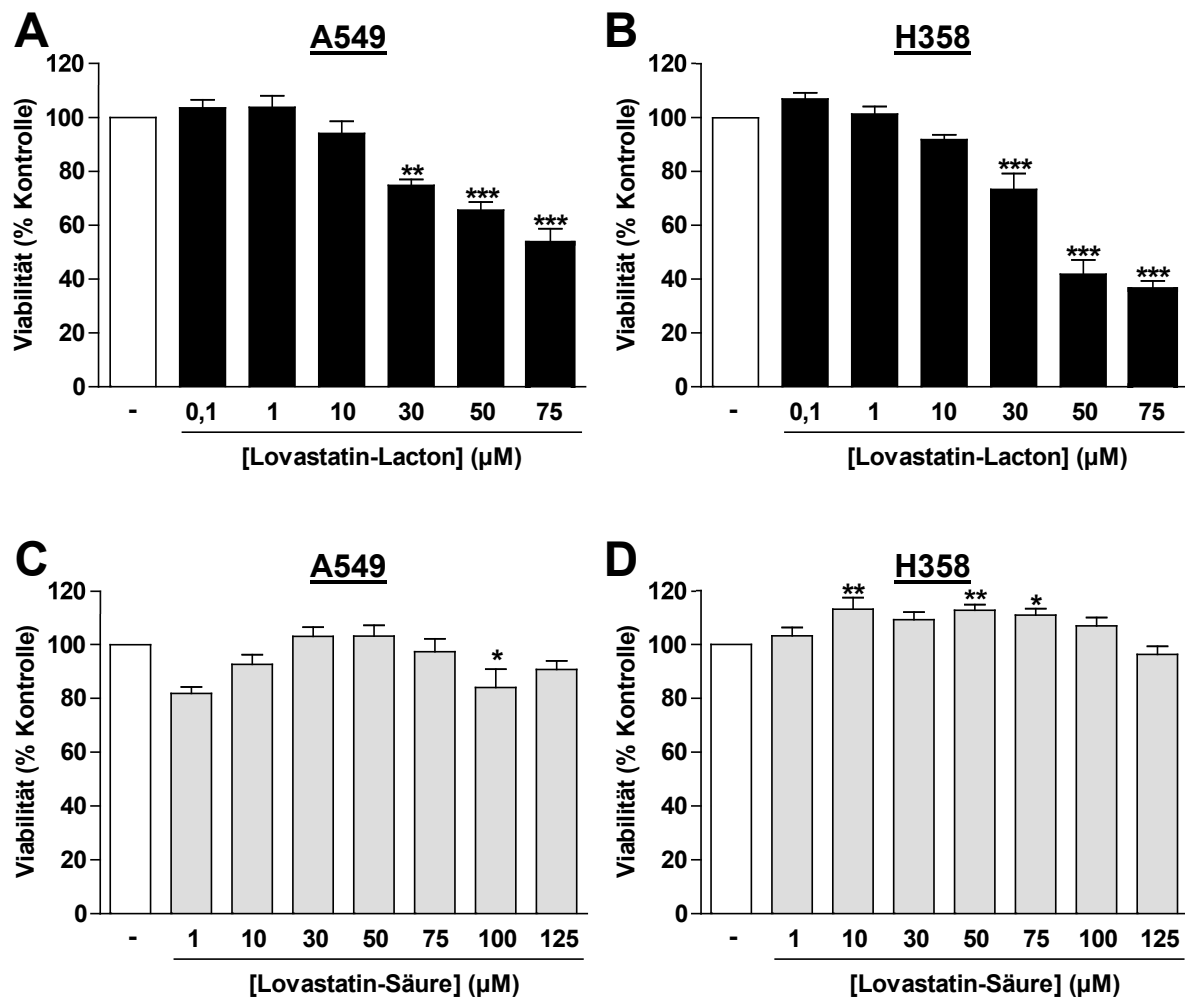 A
A549
Viabilität (% Kontrolle)
120
100
80
60
40
20
0
**
***
***
- 0,1 1 10 30 50 75
[Lovastatin-Lacton] (µM)
B
H358
Viabilität (% Kontrolle)
120
100
80
60
40
20
0
***
***
***
- 0,1 1 10 30 50 75
[Lovastatin-Lacton] (µM)
C
A549
Viabilität (% Kontrolle)
120
100
80
60
40
20
0
*
- 1 10 30 50 75 100 125
[Lovastatin-Säure] (µM)
D
H358
Viabilität (% Kontrolle)
120
100
80
60
40
20
0
** ** *
- 1 10 30 50 75 100 125
[Lovastatin-Säure] (µM)